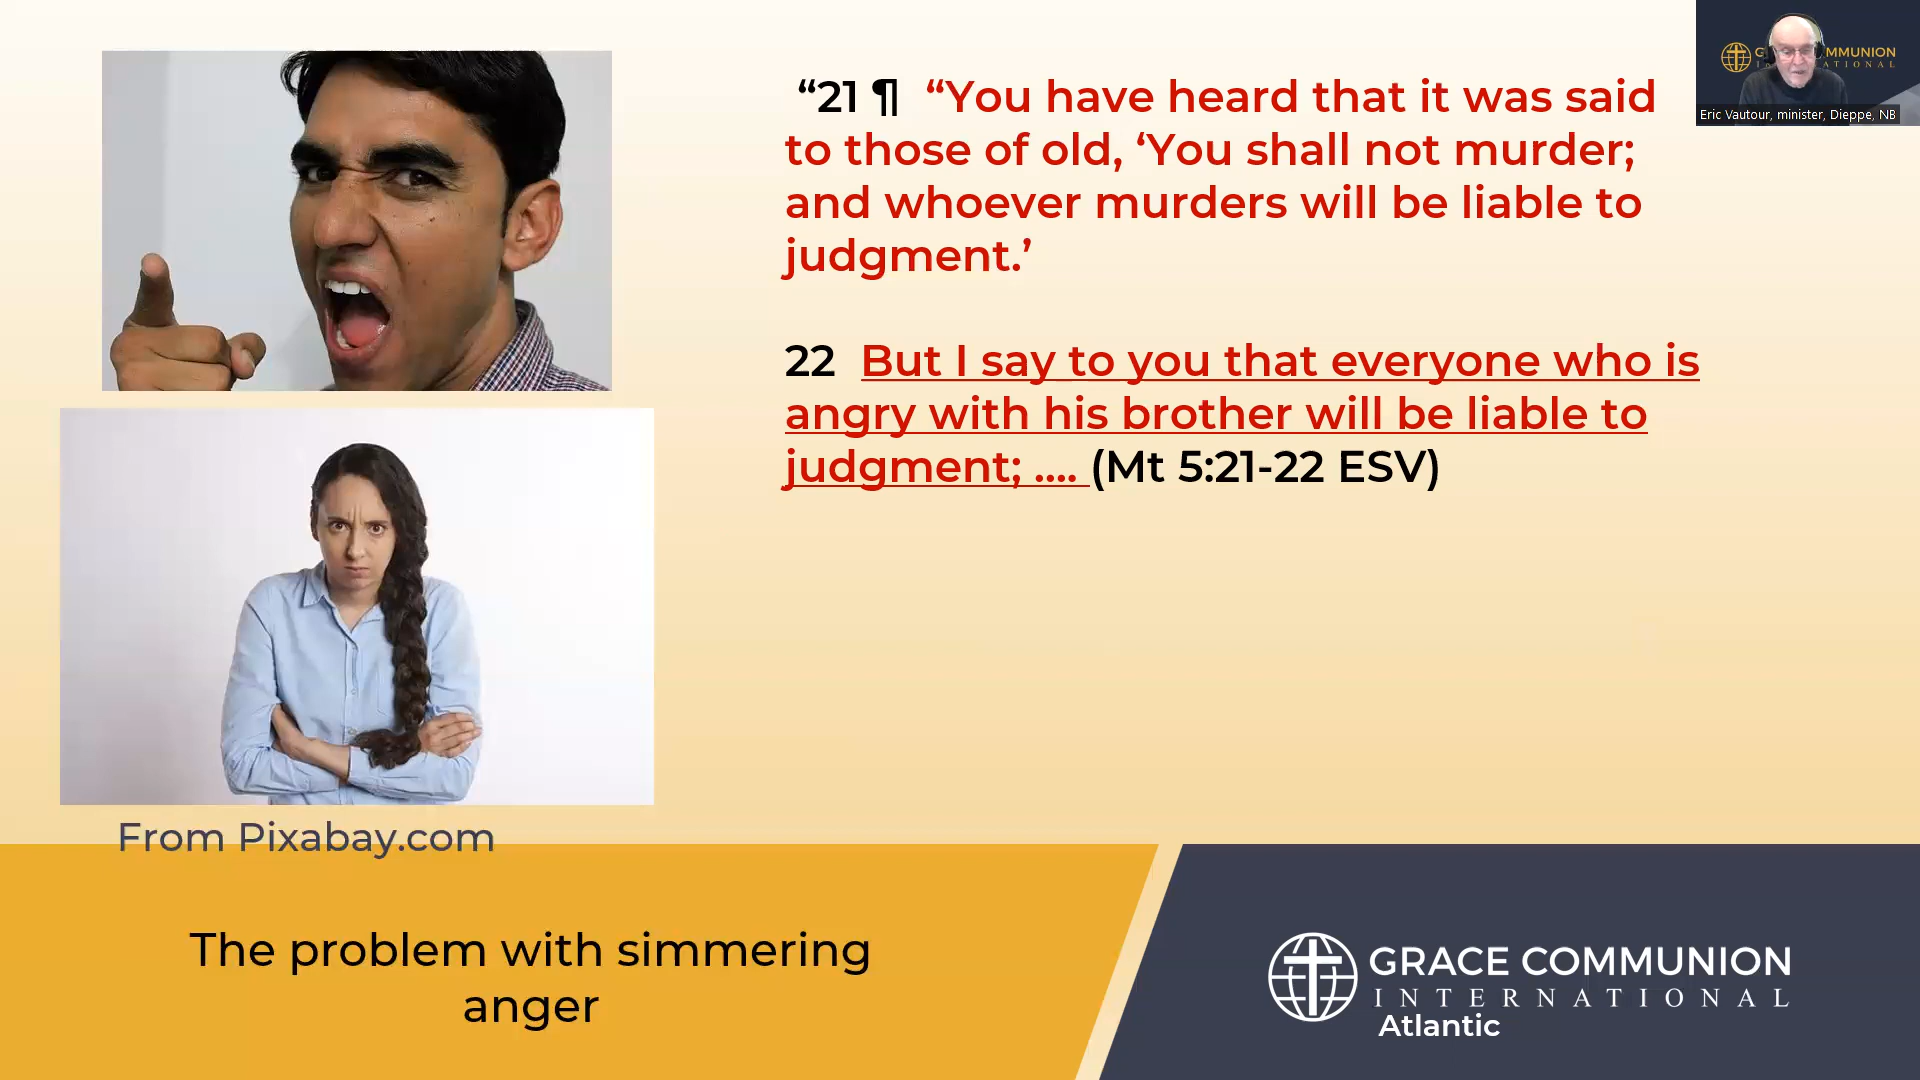 “21 ¶ “You have heard that it was said
to those of old, ‘You shall not murder;
and whoever murders will be liable to
judgment.’
22 But I say to you that everyone who is
angry with his brother will be liable to
judgment; .... (Mt 5:21-22 ESV)
Eric Vautour, minister, Dieppe, NB
From Pixabay.com
The problem with simmering
anger
GRACE COMMUNION
INTERNATIONAL
Atlantic